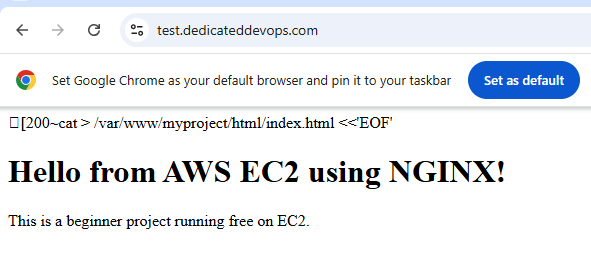 test.dedicateddevops.com
Set Google Chrome as your default browser and pin it to your taskbar
Set as default
[200~cat > /var/www/myproject/html/index.html <<'EOF'
Hello from AWS EC2 using NGINX!
This is a beginner project running free on EC2.